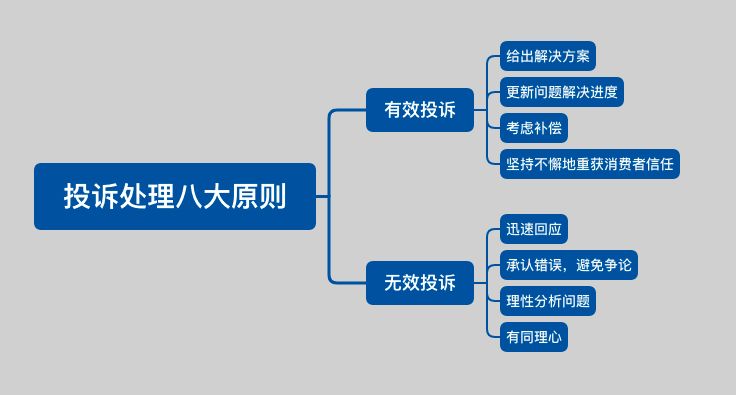 投诉处理八大原则
有效投诉
给出解决方案
更新问题解决进度
考虑补偿
坚持不懈地重获消费者信任
无效投诉
迅速回应
承认错误，避免争论
理性分析问题
有同理心